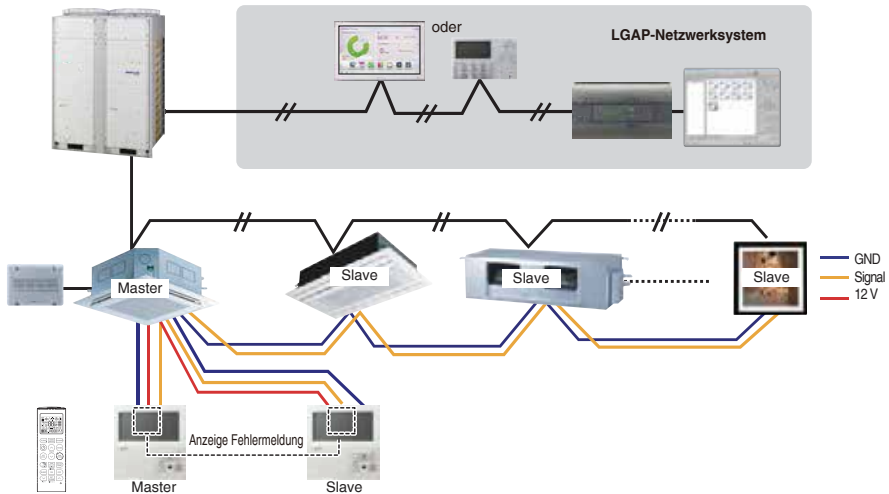 oder
LGAP-Netzwerksystem
Master
Slave
Slave
Slave
GND
Signal
12 V
Anzeige Fehlermeldung
Master
Slave